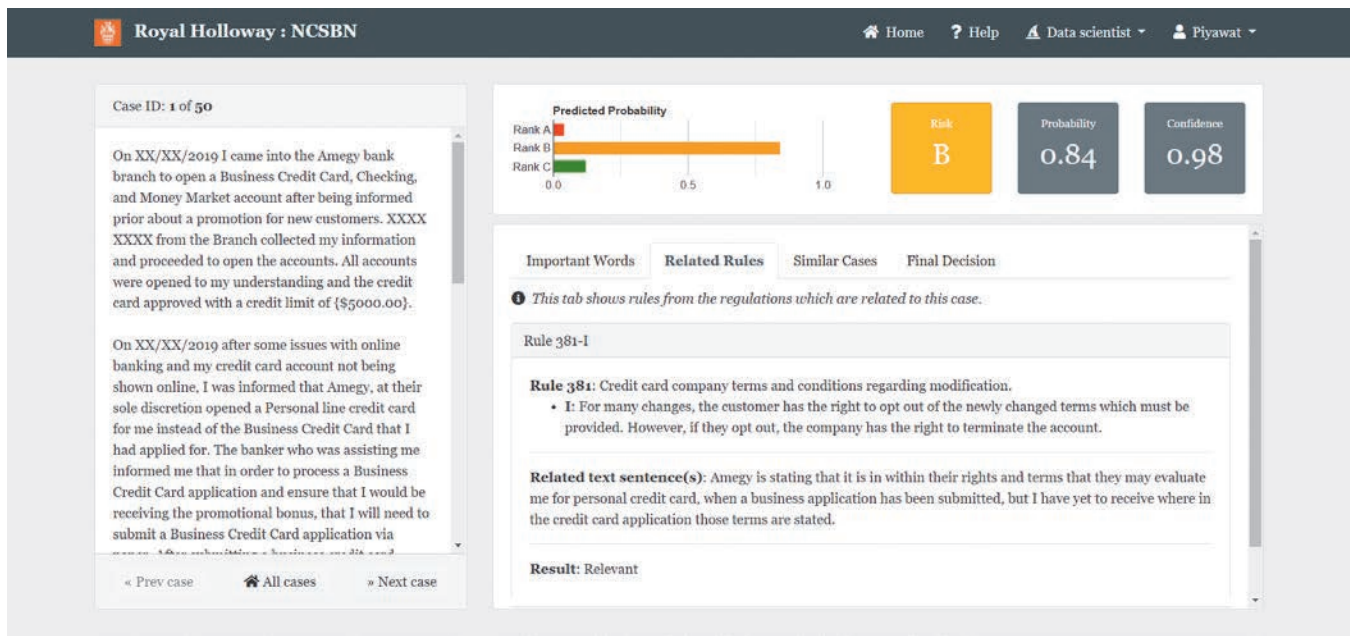 Royal Holloway : NCSBN
Home
? Help
Data scientist
Piyawat
Case ID: 1 of 50
On XX/XX/2019 I came into the Amegy bank
branch to open a Business Credit Card, Checking,
and Money Market account after being informed
prior about a promotion for new customers. XXXX
XXXX from the Branch collected my information
and proceeded to open the accounts. All accounts
were opened to my understanding and the credit
card approved with a credit limit of {$5000.00}.
On XX/XX/2019 after some issues with online
banking and my credit card account not being
shown online, I was informed that Amegy, at their
sole discretion opened a Personal line credit card
for me instead of the Business Credit Card that I
had applied for. The banker who was assisting me
informed me that in order to process a Business
Credit Card application and ensure that I would be
receiving the promotional bonus, that I will need to
submit a Business Credit Card application via
« Prev case
All cases
» Next case
Predicted Probability
Rank A
Rank B
Rank C
0.0 0.5 1.0
Risk
B
Probability
0.84
Confidence
0.98
Important Words
Related Rules
Similar Cases
Final Decision
This tab shows rules from the regulations which are related to this case.
Rule 381-I
Rule 381: Credit card company terms and conditions regarding modification.
• I: For many changes, the customer has the right to opt out of the newly changed terms which must be
provided. However, if they opt out, the company has the right to terminate the account.
Related text sentence(s): Amegy is stating that it is in within their rights and terms that they may evaluate
me for personal credit card, when a business application has been submitted, but I have yet to receive where in
the credit card application those terms are stated.
Result: Relevant